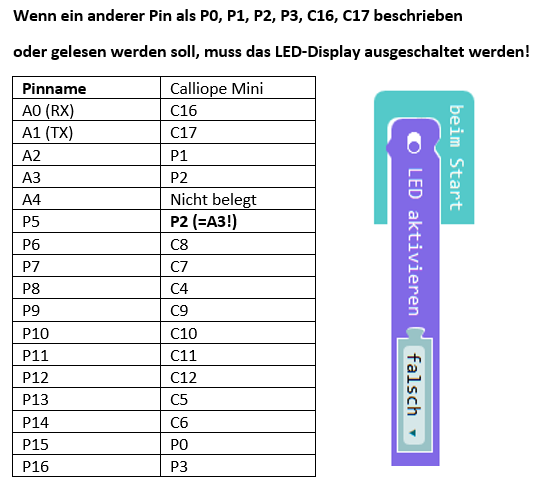 Wenn ein anderer Pin als P0, P1, P2, P3, C16, C17 beschrieben
oder gelesen werden soll, muss das LED-Display ausgeschaltet werden!
Pinname Calliope Mini
A0 (RX) C16
A1 (TX) C17
A2 P1
A3 P2
A4 Nicht belegt
P5 P2 (=A3!)
P6 C8
P7 C7
P8 C4
P9 C9
P10 C10
P11 C11
P12 C12
P13 C5
P14 C6
P15 P0
P16 P3
beim Start
LED aktivieren falsch